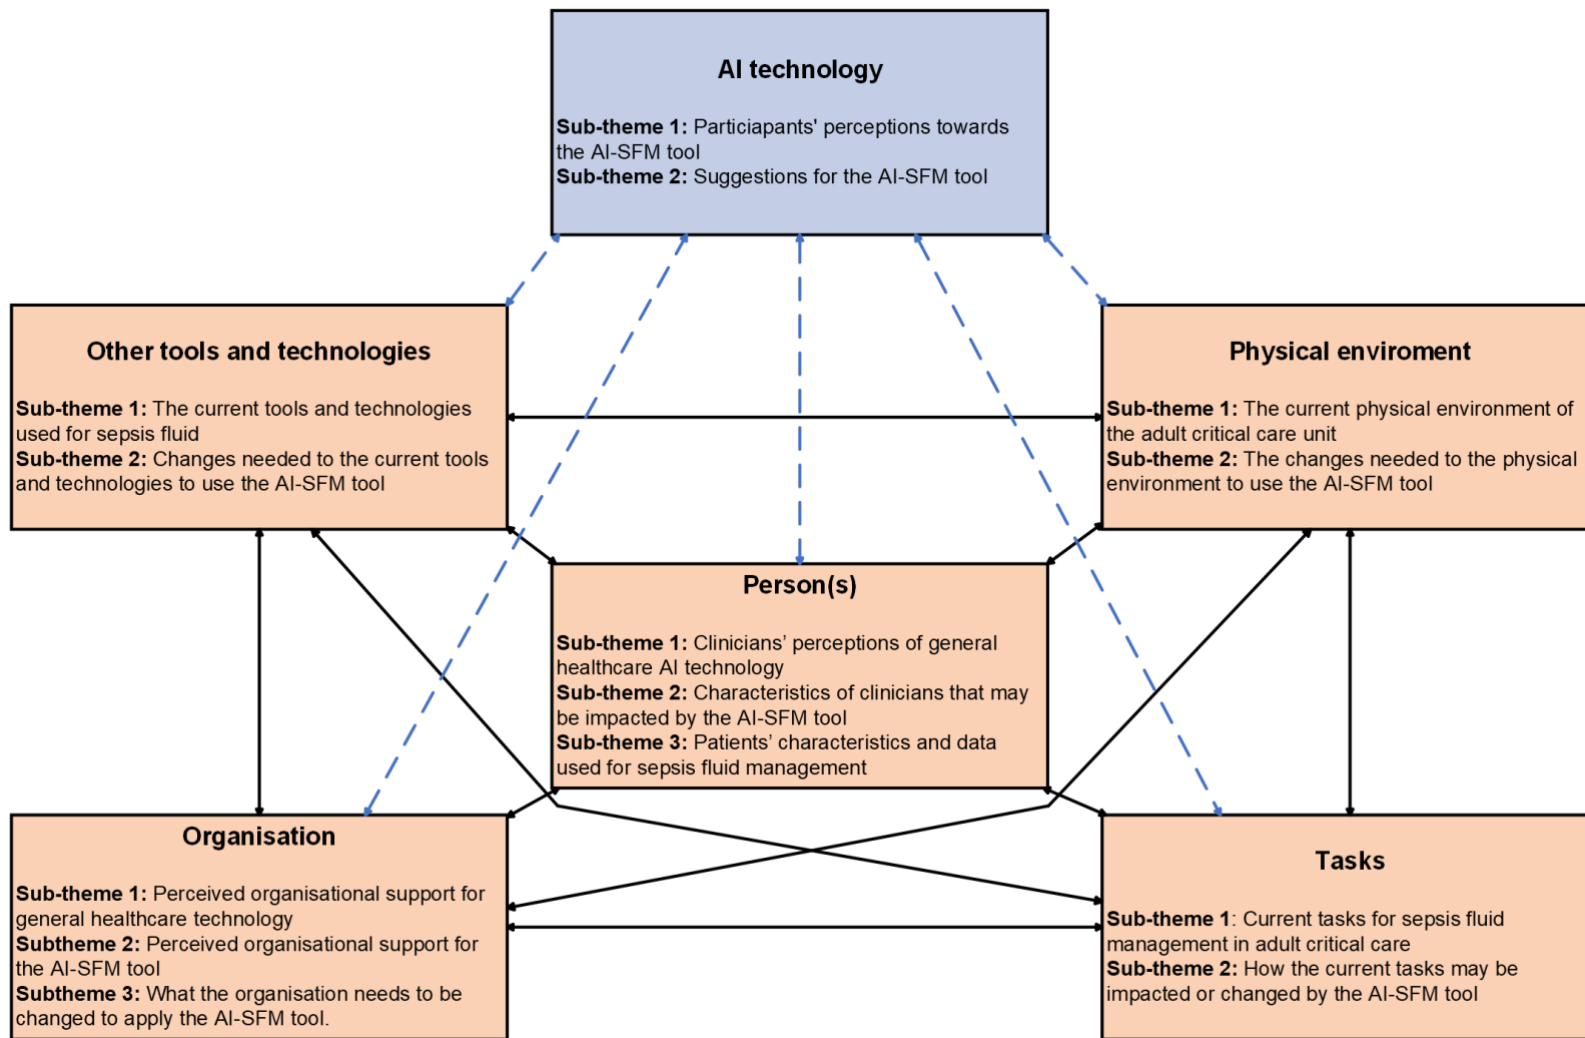 AI technology
Sub-theme 1: Particiapants' perceptions towards
the AI-SFM tool
Sub-theme 2: Suggestions for the AI-SFM tool
Other tools and technologies
Sub-theme 1: The current tools and technologies
used for sepsis fluid
Sub-theme 2: Changes needed to the current tools
and technologies to use the AI-SFM tool
Physical enviroment
Sub-theme 1: The current physical environment of
the adult critical care unit
Sub-theme 2: The changes needed to the physical
environment to use the AI-SFM tool
Person(s)
Sub-theme 1: Clinicians’ perceptions of general
healthcare AI technology
Sub-theme 2: Characteristics of clinicians that may
be impacted by the AI-SFM tool
Sub-theme 3: Patients’ characteristics and data
used for sepsis fluid management
Organisation
Sub-theme 1: Perceived organisational support for
general healthcare technology
Subtheme 2: Perceived organisational support for
the AI-SFM tool
Subtheme 3: What the organisation needs to be
changed to apply the AI-SFM tool.
Tasks
Sub-theme 1: Current tasks for sepsis fluid
management in adult critical care
Sub-theme 2: How the current tasks may be
impacted or changed by the AI-SFM tool